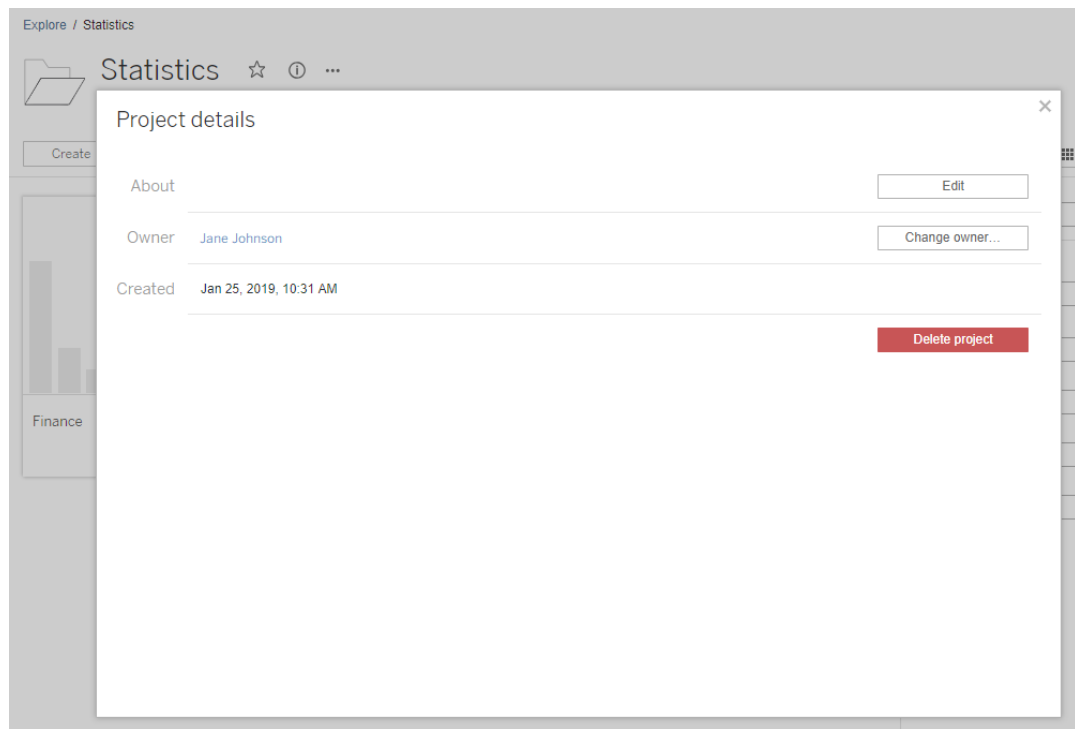 Explore / Statistics
Statistics
Project details
Create
About
Edit
Owner Jane Johnson
Change owner...
Created Jan 25, 2019, 10:31 AM
Delete project
Finance